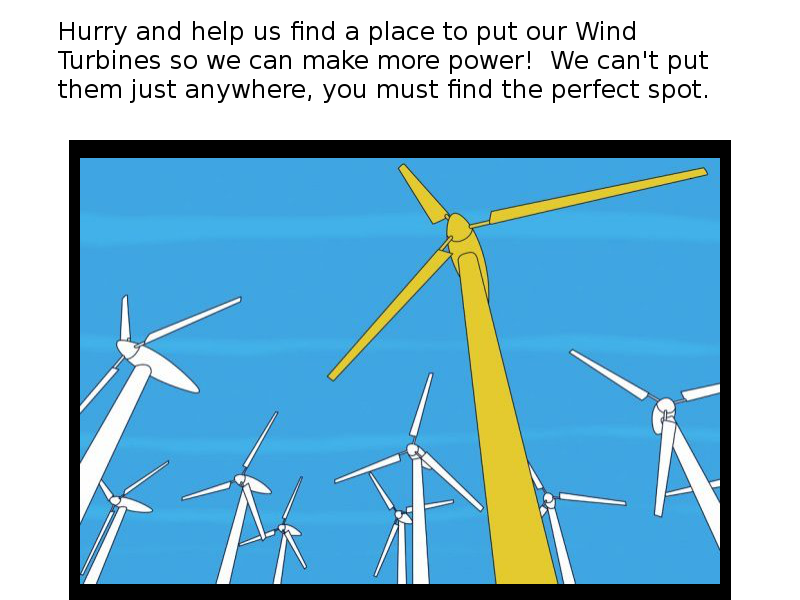 Hurry and help us find a place to put our Wind
Turbines so we can make more power!  We can't put
them just anywhere, you must find the perfect spot.